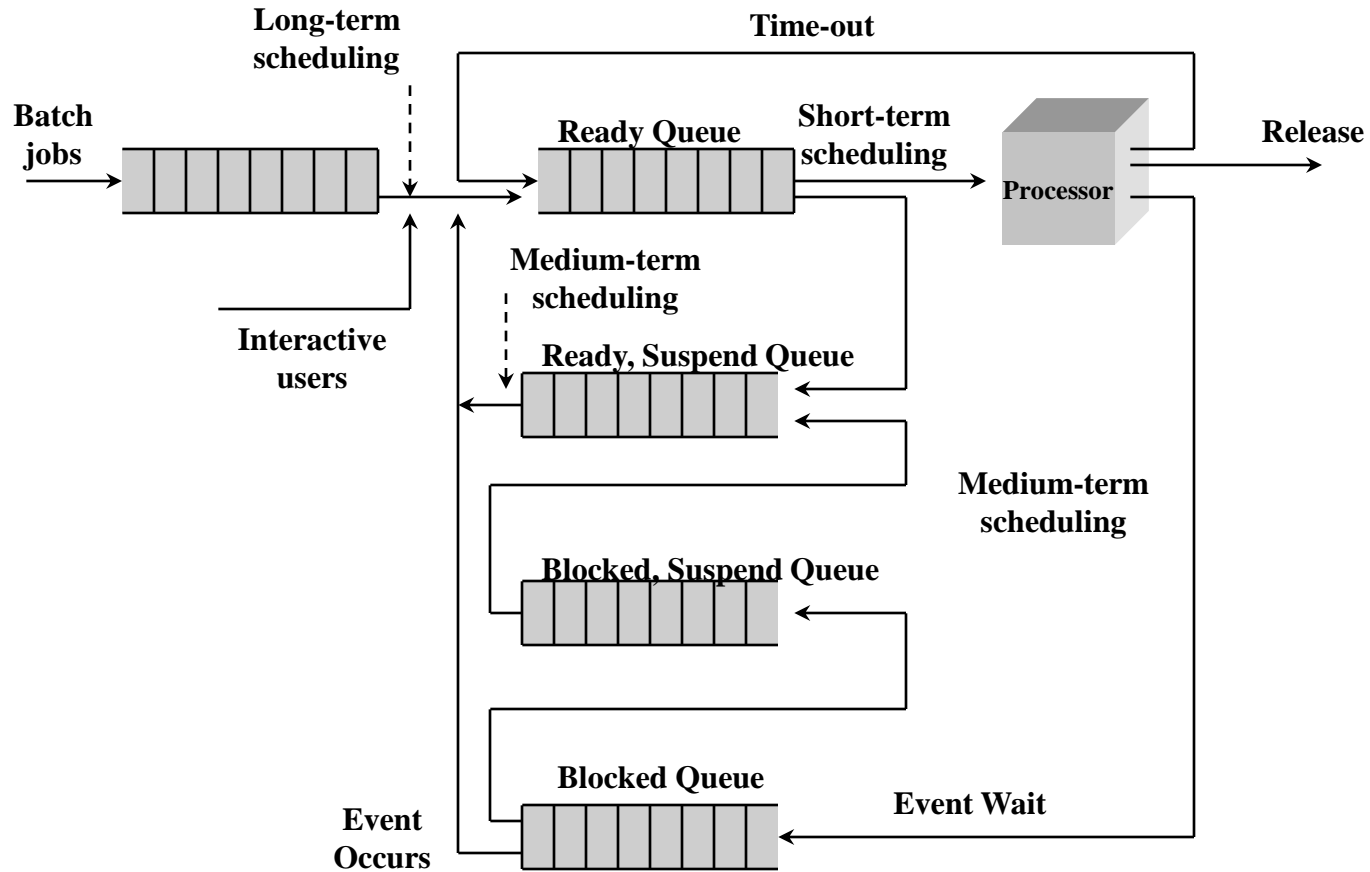 Long-term
scheduling
Time-out
Batch
jobs
Ready Queue
Short-term
scheduling
Release
Processor
Medium-term
scheduling
Interactive
users
Ready, Suspend Queue
Medium-term
scheduling
Blocked, Suspend Queue
Blocked Queue
Event Wait
Event
Occurs